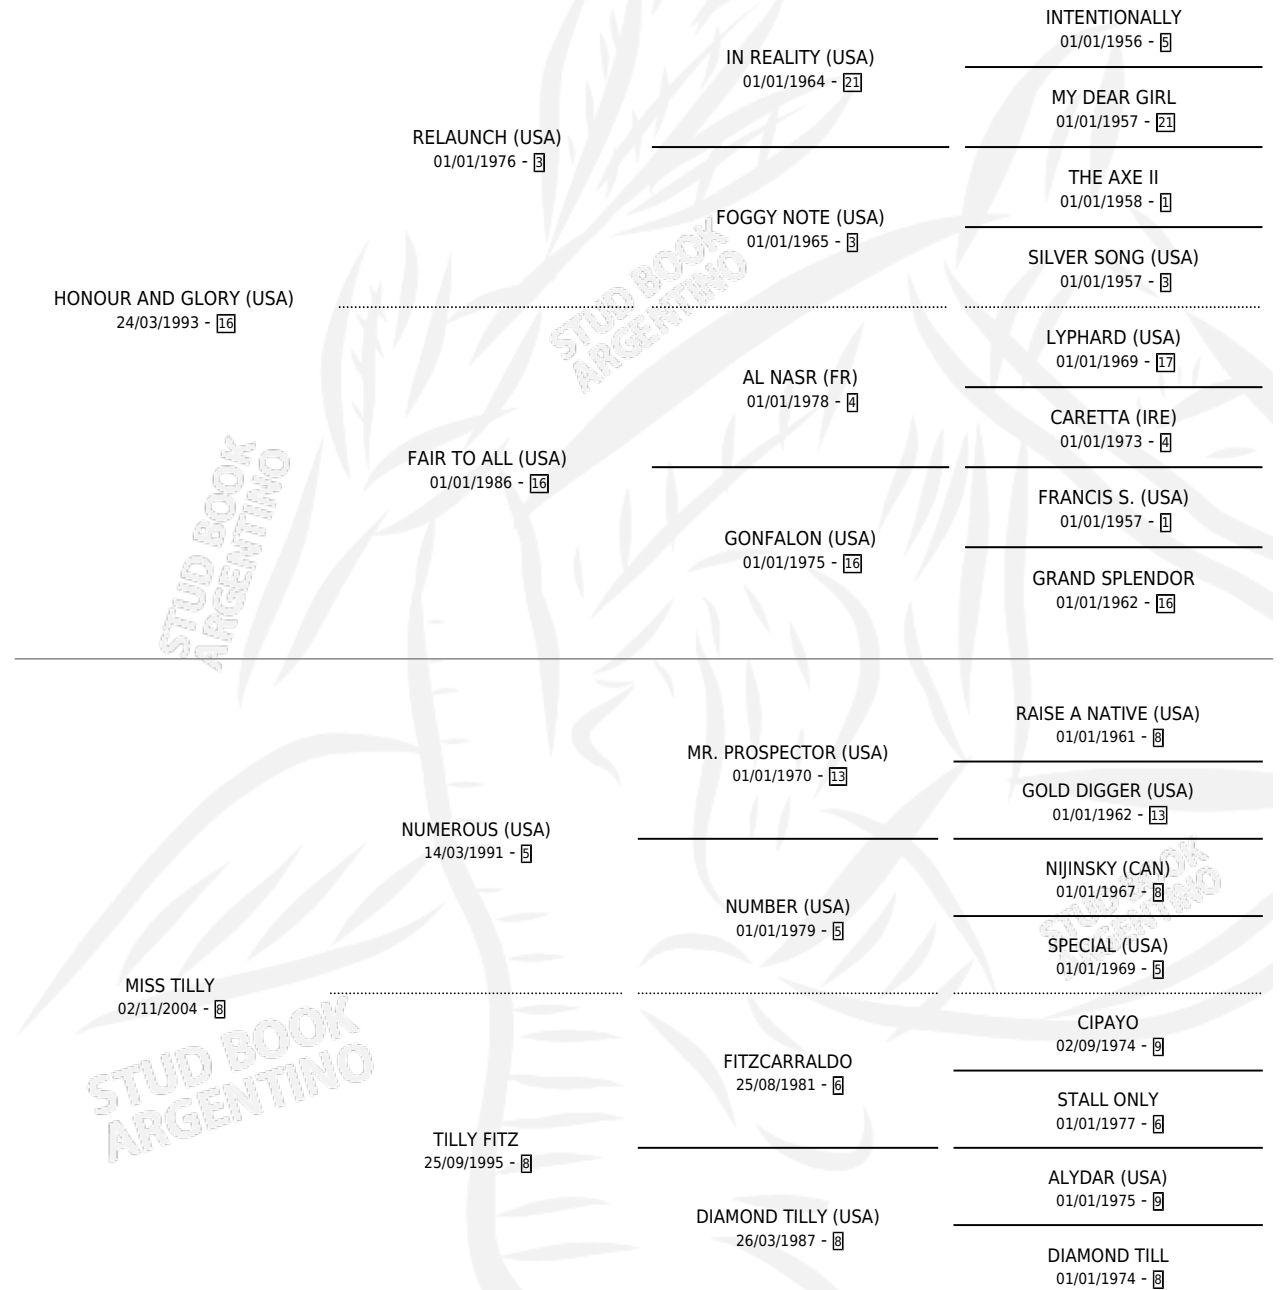 INTENTIONALLY
01/01/1956 - 5
IN REALITY (USA)
01/01/1964 - 21
MY DEAR GIRL
01/01/1957 - 21
RELAUNCH (USA)
01/01/1976 - 3
THE AXE II
01/01/1958 - 1
FOGGY NOTE (USA)
01/01/1965 - 3
SILVER SONG (USA)
01/01/1957 - 3
HONOUR AND GLORY (USA)
24/03/1993 - 16
LYPHARD (USA)
01/01/1969 - 17
AL NASR (FR)
01/01/1978 - 4
CARETTA (IRE)
01/01/1973 - 4
FAIR TO ALL (USA)
01/01/1986 - 16
FRANCIS S. (USA)
01/01/1957 - 1
GONFALON (USA)
01/01/1975 - 16
GRAND SPLENDOR
01/01/1962 - 16
RAISE A NATIVE (USA)
01/01/1961 - 8
MR. PROSPECTOR (USA)
01/01/1970 - 13
GOLD DIGGER (USA)
01/01/1962 - 13
NUMEROUS (USA)
14/03/1991 - 5
NIJINSKY (CAN)
01/01/1967 - 8
NUMBER (USA)
01/01/1979 - 5
SPECIAL (USA)
01/01/1969 - 5
MISS TILLY
02/11/2004 - 8
CIPAYO
02/09/1974 - 9
FITZCARRALDO
25/08/1981 - 6
STALL ONLY
01/01/1977 - 6
TILLY FITZ
25/09/1995 - 8
ALYDAR (USA)
01/01/1975 - 9
DIAMOND TILLY (USA)
26/03/1987 - 8
DIAMOND TILL
01/01/1974 - 8
STUD BOOK
ARGENTINO
STUD BOOK
ARGENTINO
STUD BOOK
ARGENTINO
STUD BOOK
ARGENTINO